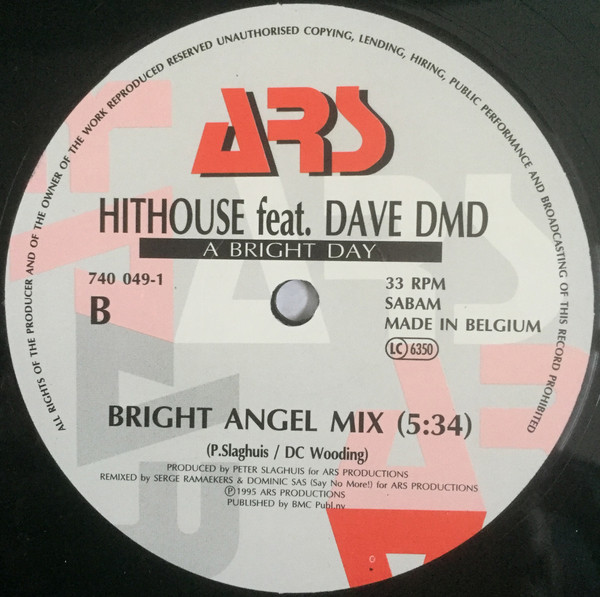 ALL RIGHTS OF THE PRODUCER AND OF THE OWNER OF THE WORK REPRODUCED RESERVED UNAUTHORISED COPYING, LENDING, HIRING, PUBLIC PERFORMANCE AND BROADCASTING OF THIS RECORD PROHIBITED
ARS
HITHOUSE feat. DAVE DMD
A BRIGHT DAY
740 049-1
B
33 RPM
SABAM
MADE IN BELGIUM
LC 6350
BRIGHT ANGEL MIX (5:34)
(P.Slaghuis / DC Wooding)
PRODUCED by PETER SLAGHUIS for ARS PRODUCTIONS
REMIXED by SERGE RAMAEKERS & DOMINIC SAS (Say No More!) for ARS PRODUCTIONS
Ⓟ1995 ARS PRODUCTIONS
PUBLISHED by BMC Publ.nv